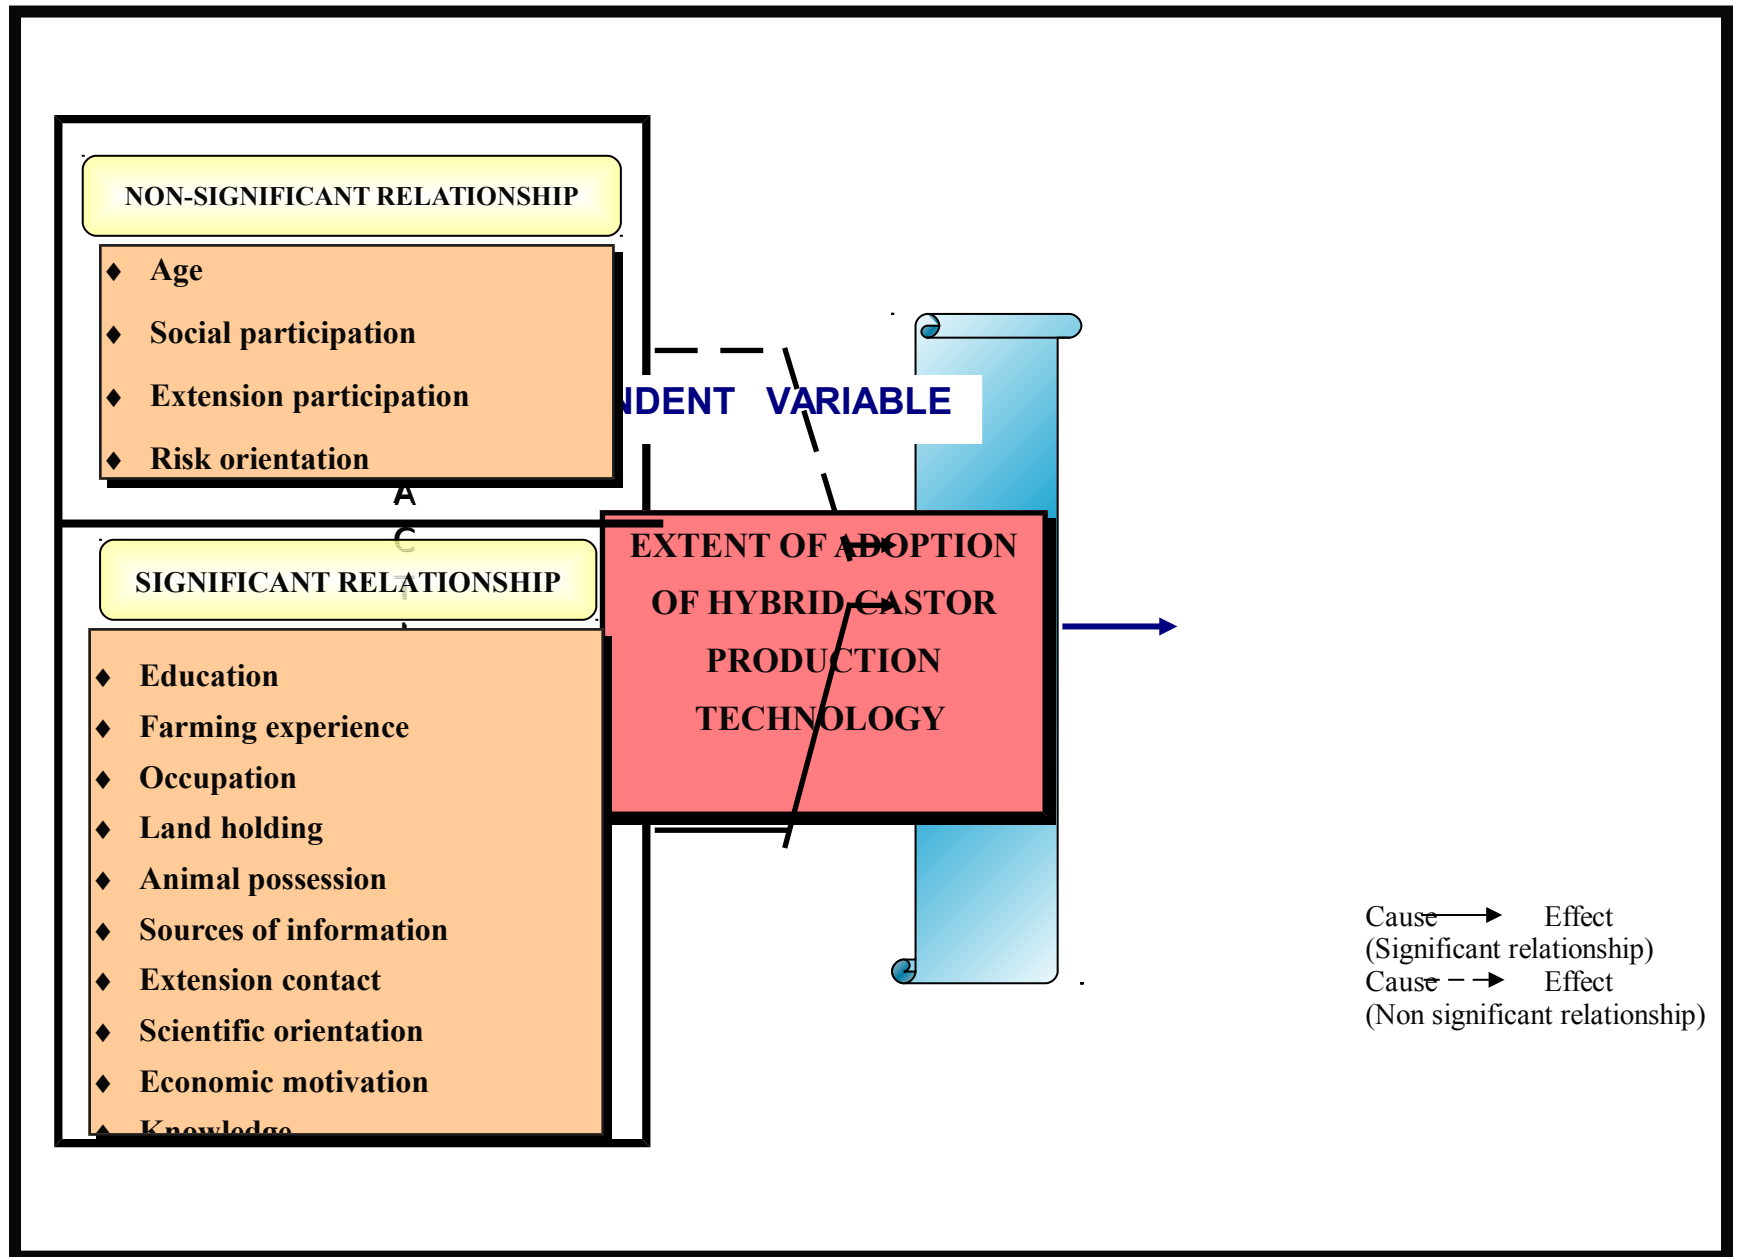 NON-SIGNIFICANT RELATIONSHIP
♦ Age
♦ Social participation
♦ Extension participation
♦ Risk orientation
NDENT VARIABLE
A
C
SIGNIFICANT RELATIONSHIP
♦ Education
♦ Farming experience
♦ Occupation
♦ Land holding
♦ Animal possession
♦ Sources of information
♦ Extension contact
♦ Scientific orientation
♦ Economic motivation
♦ Knowledge
EXTENT OF ADOPTION
OF HYBRID CASTOR
PRODUCTION
TECHNOLOGY
Cause Effect
(Significant relationship)
Cause Effect
(Non significant relationship)